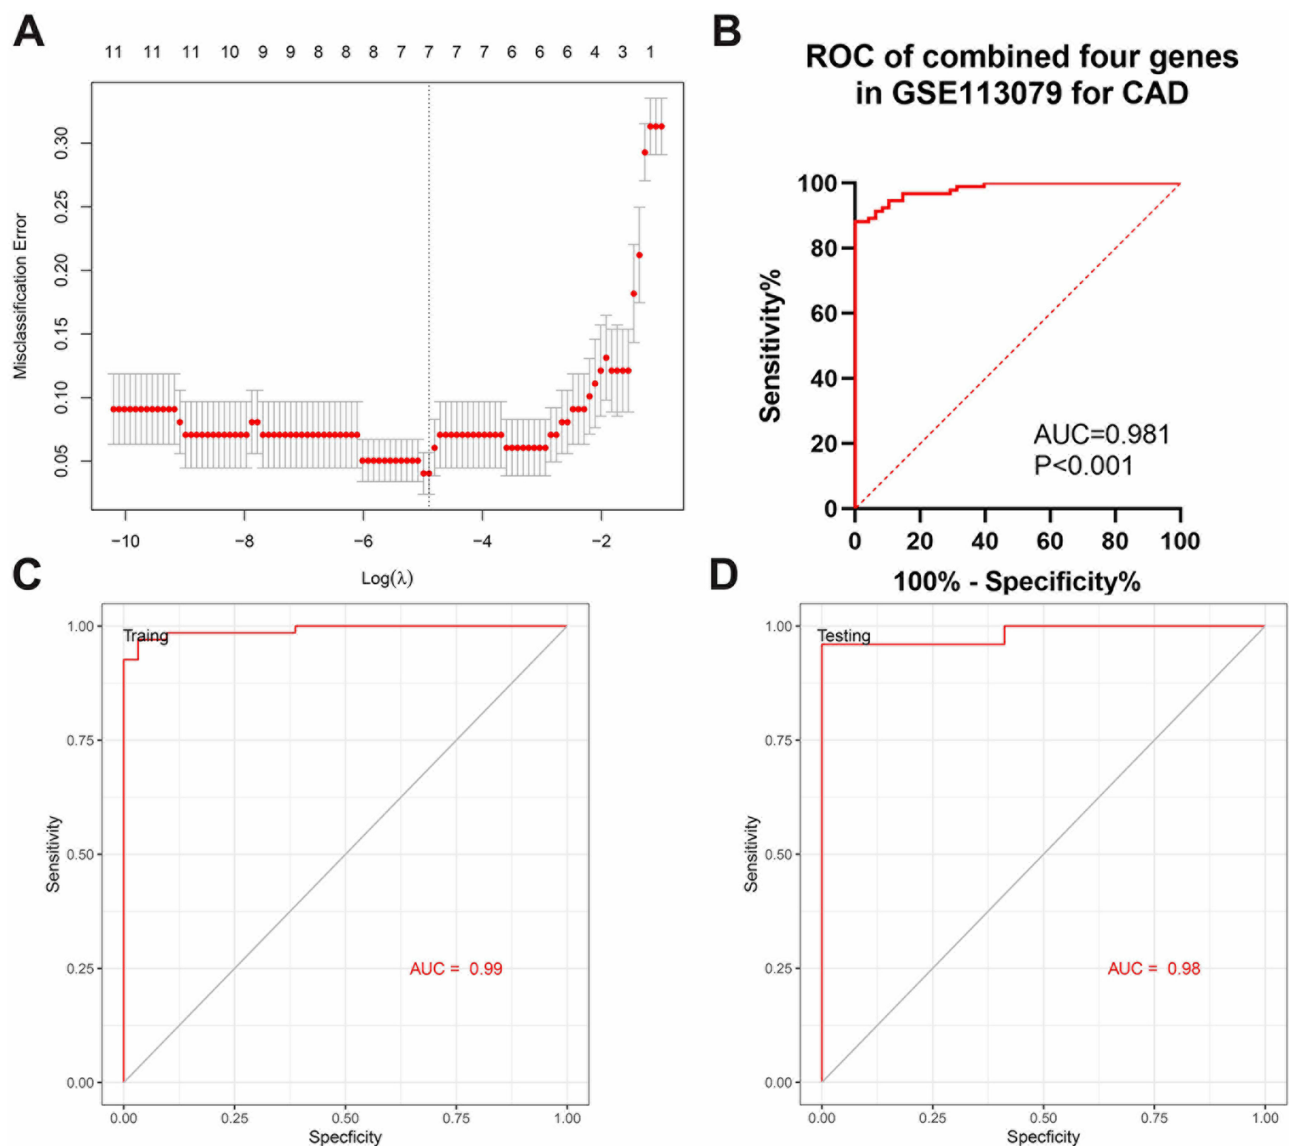 A
11 11 11 10 9 9 8 8 8 7 7 7 7 6 6 6 4 3 1
Misclassification Error
0.30
0.25
0.20
0.15
0.10
0.05
−10 −8 −6 −4 −2
Log(λ)
B
ROC of combined four genes
in GSE113079 for CAD
Sensitivity%
100
80
60
40
20
0
AUC=0.981
P<0.001
0 20 40 60 80 100
100% - Specificity%
C
Sensitivity
1.00
0.75
0.50
0.25
0.00
Traing
AUC = 0.99
0.00 0.25 0.50 0.75 1.00
Specficity
D
Sensitivity
1.00
0.75
0.50
0.25
0.00
Testing
AUC = 0.98
0.00 0.25 0.50 0.75 1.00
Specficity